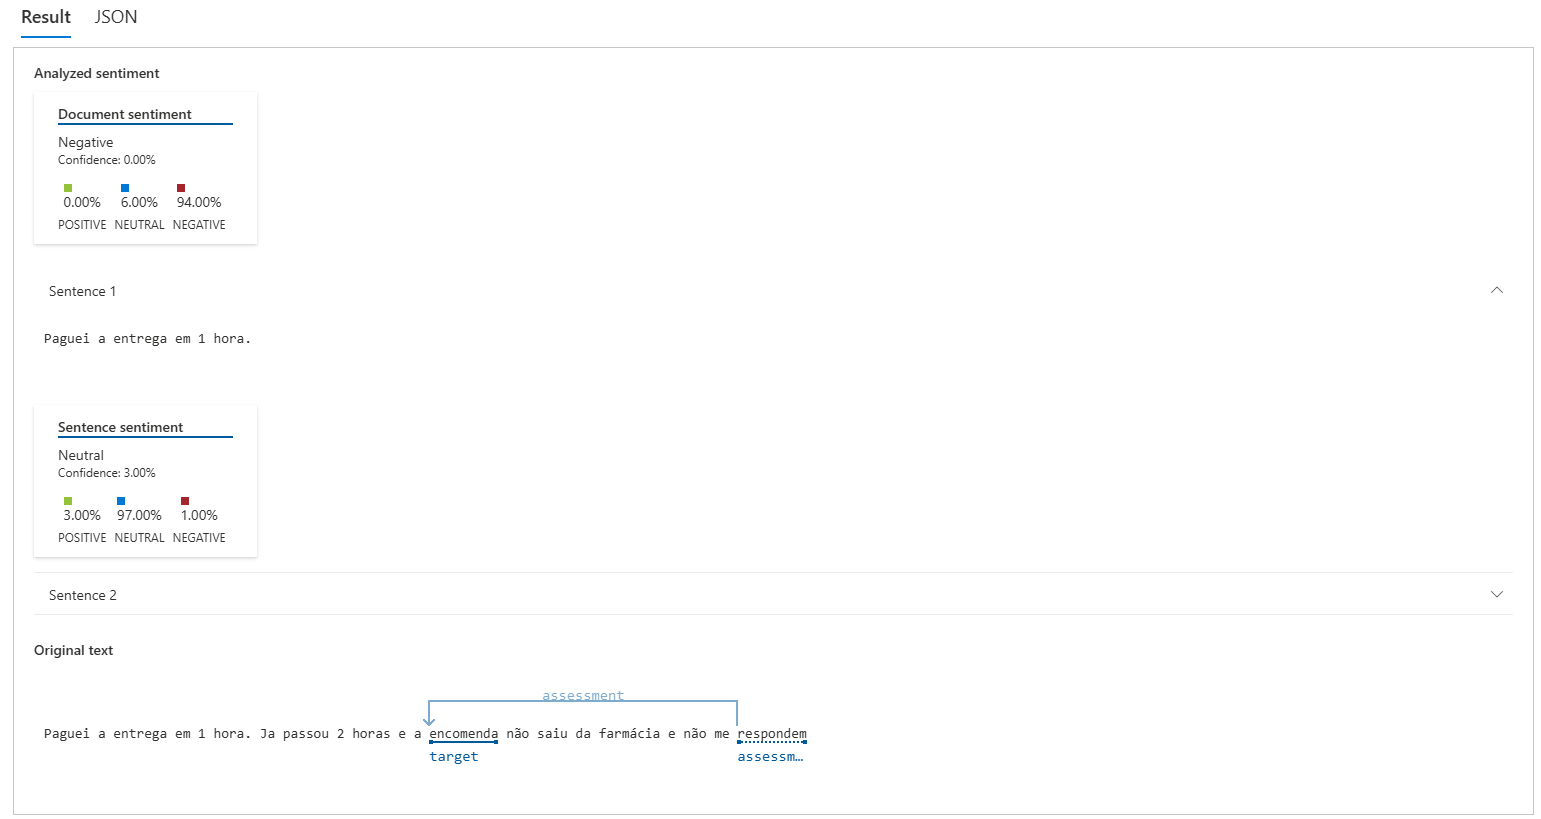 Result JSON
Analyzed sentiment
Document sentiment
Negative
Confidence: 0.00%
0.00% 6.00% 94.00%
POSITIVE NEUTRAL NEGATIVE
Sentence 1
Paguei a entrega em 1 hora.
Sentence sentiment
Neutral
Confidence: 3.00%
3.00% 97.00% 1.00%
POSITIVE NEUTRAL NEGATIVE
Sentence 2
Original text
assessment
Paguei a entrega em 1 hora. Ja passou 2 horas e a encomenda não saiu da farmácia e não me respondem
target assessm…